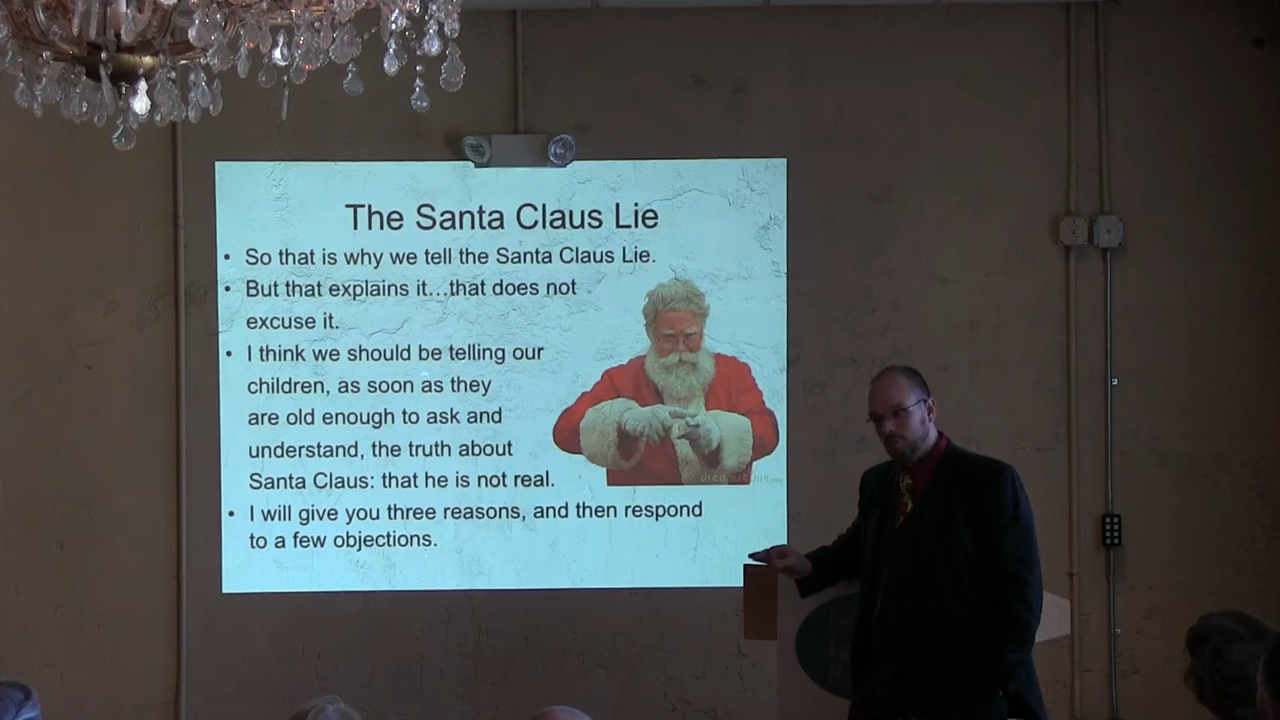 The Santa Claus Lie
• So that is why we tell the Santa Claus Lie.
• But that explains it…that does not
excuse it.
• I think we should be telling our
children, as soon as they
are old enough to ask and
understand, the truth about
Santa Claus: that he is not real.
• I will give you three reasons, and then respond
to a few objections.